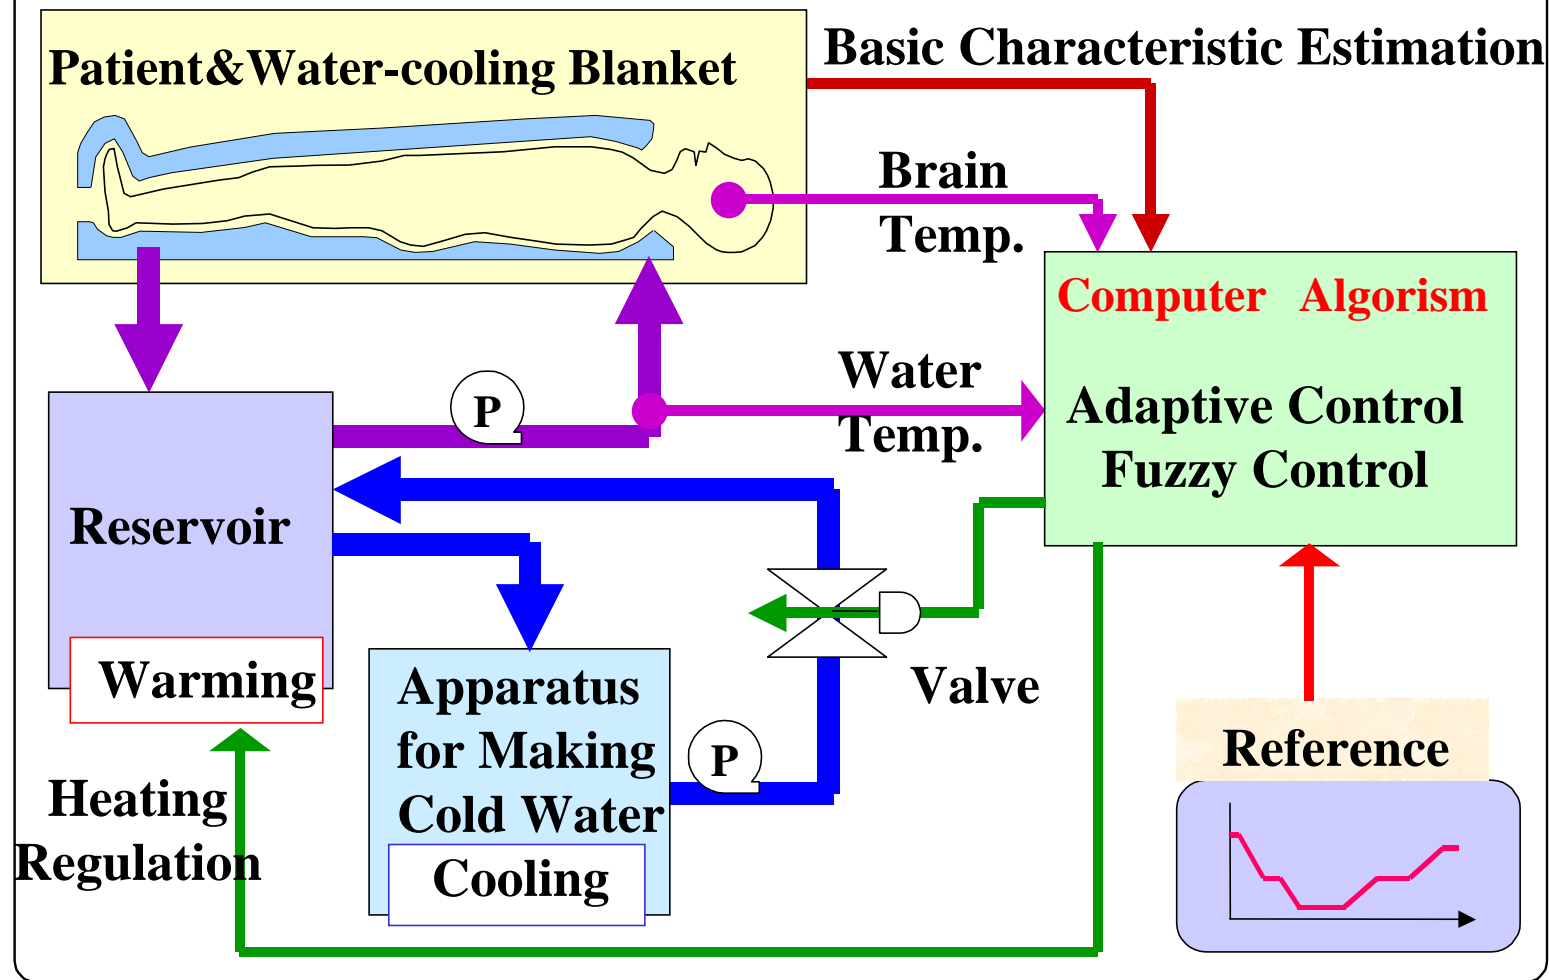 Patient&Water-cooling Blanket
Basic Characteristic Estimation
Brain
Temp.
Computer Algorism
Water
Temp.
Adaptive Control
Fuzzy Control
P
Reservoir
Warming
Apparatus
for Making
Cold Water
Cooling
P
Valve
Reference
Heating
Regulation